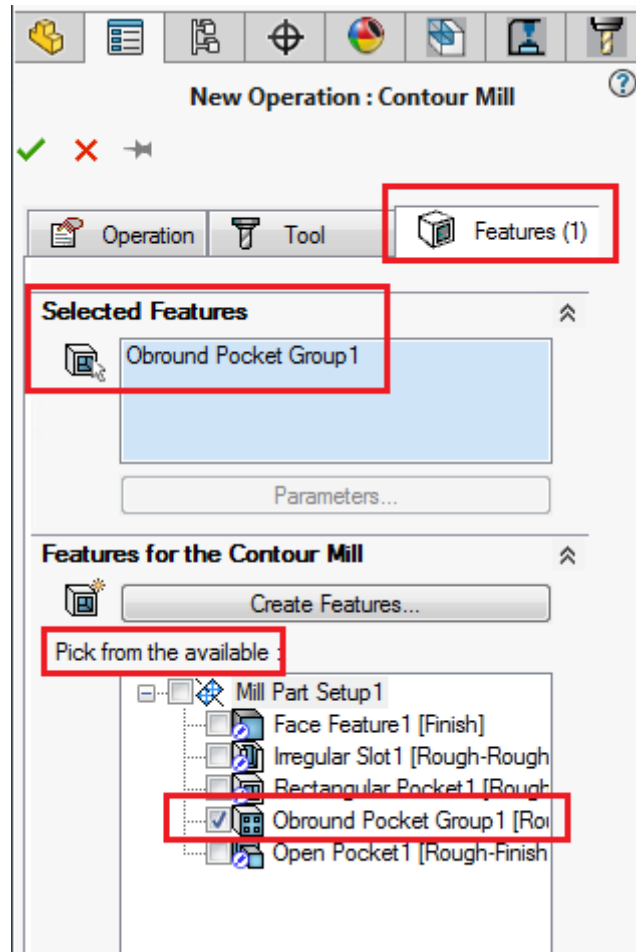 New Operation : Contour Mill
Operation
Tool
Features (1)
Selected Features
Obround Pocket Group1
Parameters...
Features for the Contour Mill
Create Features...
Pick from the available :
Mill Part Setup1
Face Feature1 [Finish]
Irregular Slot1 [Rough-Rough
Rectangular Pocket1 [Rough
Obround Pocket Group1 [Rou
Open Pocket1 [Rough-Finish